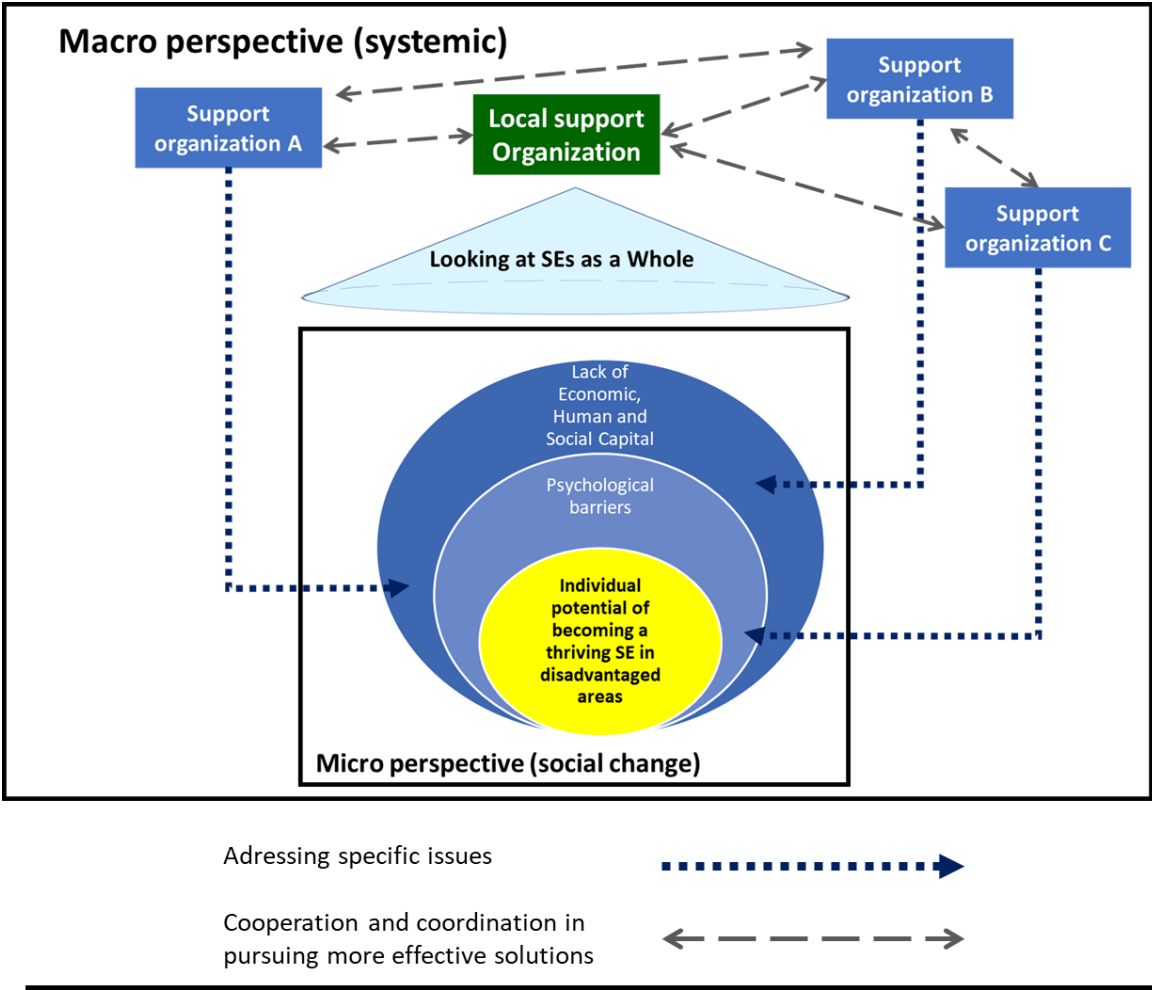 Macro perspective (systemic)
Support
organization A
Local support
Organization
Support
organization B
Support
organization C
Looking at SEs as a Whole
Lack of
Economic,
Human and
Social Capital
Psychological
barriers
Individual
potential of
becoming a
thriving SE in
disadvantaged
areas
Micro perspective (social change)
Adressing specific issues
Cooperation and coordination in
pursuing more effective solutions